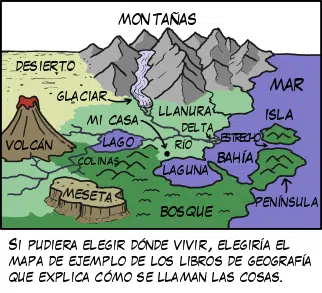 MONTAÑAS
DESIERTO
MAR
GLACIAR
LLANURA
ISLA
MI CASA
DELTA
ESTRECHO
VOLCÁN
LAGO
RÍO
BAHÍA
COLINAS
LAGUNA
MESETA
PENÍNSULA
BOSQUE
SI PUDIERA ELEGIR DÓNDE VIVIR, ELEGIRÍA EL
MAPA DE EJEMPLO DE LOS LIBROS DE GEOGRAFÍA
QUE EXPLICA CÓMO SE LLAMAN LAS COSAS.